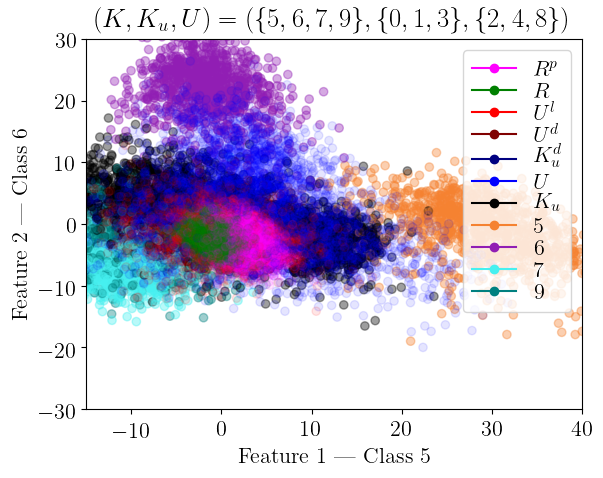 (K, K_u, U) = ({5, 6, 7, 9}, {0, 1, 3}, {2, 4, 8})
30
20
10
0
−10
−20
−30
Feature 2 — Class 6
R^p
R
U^l
U^d
K_u^d
U
K_u
5
6
7
9
−10
0
10
20
30
40
Feature 1 — Class 5